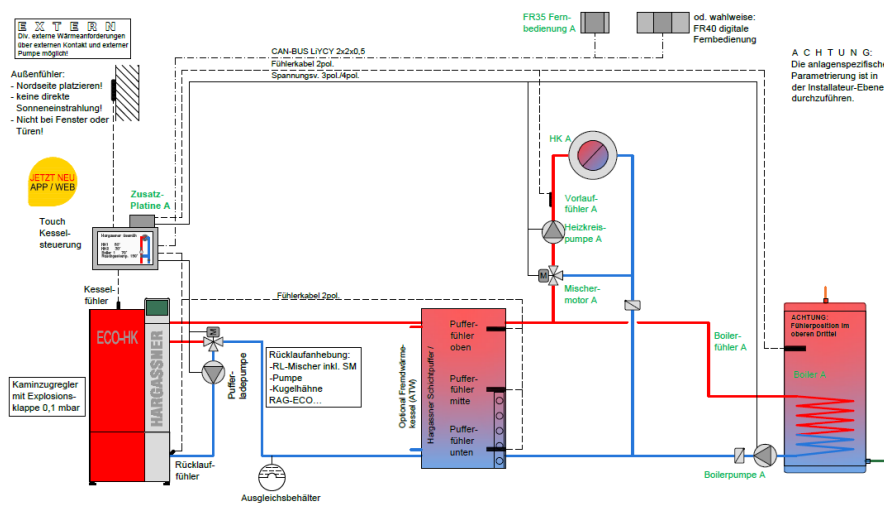 E X T E R N
Div. externe Wärmeanforderungen
über externen Kontakt und externer
Pumpe möglich!
FR35 Fern-
bedienung A
od. wahlweise:
FR40 digitale
Fernbedienung
A C H T U N G:
Die anlagenspezifische
Parametrierung ist in
der Installateur-Ebene
durchzuführen.
CAN-BUS LiYCY 2x2x0,5
Fühlerkabel 2pol.
Spannungsv. 3pol./4pol.
Außenfühler:
- Nordseite platzieren!
- keine direkte
Sonneneinstrahlung!
- Nicht bei Fenster oder
Türen!
JETZT NEU
APP / WEB
Zusatz-
Platine A
Touch
Kessel-
steuerung
HK A
Vorlauf-
fühler A
Heizkreis-
pumpe A
M
Mischer-
motor A
Kessel-
fühler
Fühlerkabel 2pol.
ECO-HK
HARGASSNER
M
Puffer-
ladepumpe
Rücklaufanhebung:
-RL-Mischer inkl. SM
-Pumpe
-Kugelhähne
RAG-ECO...
Optional Fremdwärme-
kessel (ATW)
Hargassner Schichtpuffer /
Puffer-
fühler
oben
Puffer-
fühler
mitte
Puffer-
fühler
unten
Kaminzugregler
mit Explosions-
klappe 0,1 mbar
Rücklauf-
fühler
Ausgleichsbehälter
Boiler-
fühler A
ACHTUNG:
Fühlerposition im
oberen Drittel
Boiler A
Boilerpumpe A